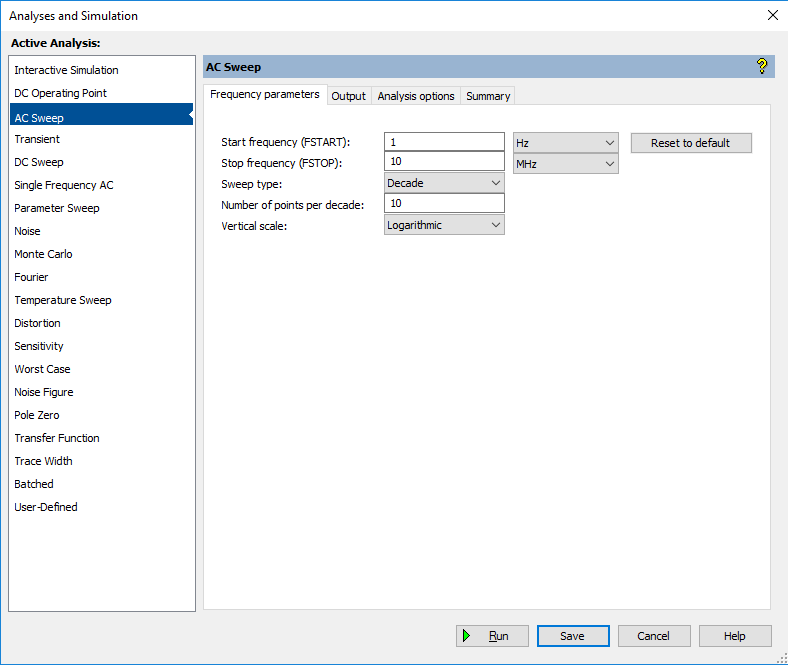 Analyses and Simulation
Active Analysis:
Interactive Simulation
DC Operating Point
AC Sweep
Transient
DC Sweep
Single Frequency AC
Parameter Sweep
Noise
Monte Carlo
Fourier
Temperature Sweep
Distortion
Sensitivity
Worst Case
Noise Figure
Pole Zero
Transfer Function
Trace Width
Batched
User-Defined
AC Sweep ?
Frequency parameters Output Analysis options Summary
Start frequency (FSTART): 1 Hz Reset to default
Stop frequency (FSTOP): 10 MHz
Sweep type: Decade
Number of points per decade: 10
Vertical scale: Logarithmic
Run Save Cancel Help